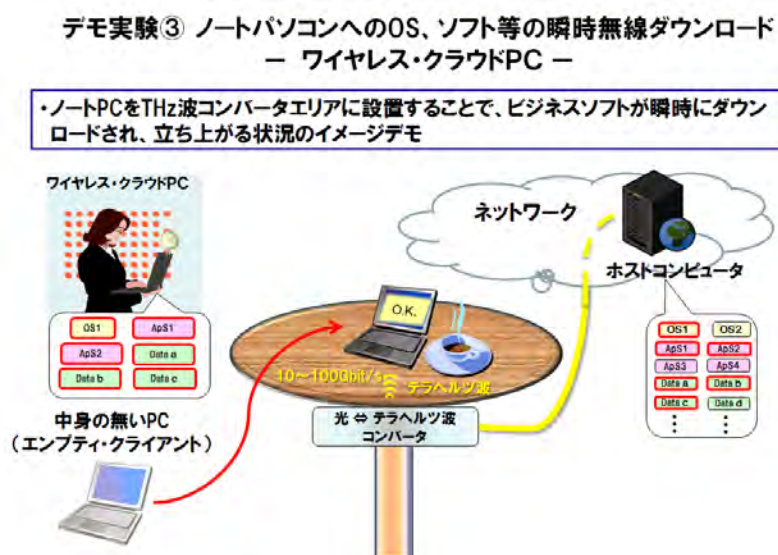 デモ実験③ ノートパソコンへのOS、ソフト等の瞬時無線ダウンロード
－ ワイヤレス・クラウドPC －
・ノートPCをTHz波コンバータエリアに設置することで、ビジネスソフトが瞬時にダウン
ロードされ、立ち上がる状況のイメージデモ
ワイヤレス・クラウドPC
OS1 ApS1
ApS2 Data a
Data b Data c
中身の無いPC
(エンプティ・クライアント)
O.K.
10～100Gbit/s
テラヘルツ波
光 ⇔ テラヘルツ波
コンバータ
ネットワーク
ホストコンピュータ
OS1 OS2
ApS1 ApS2
ApS3 ApS4
Data a Data b
Data c Data d
⋮ ⋮